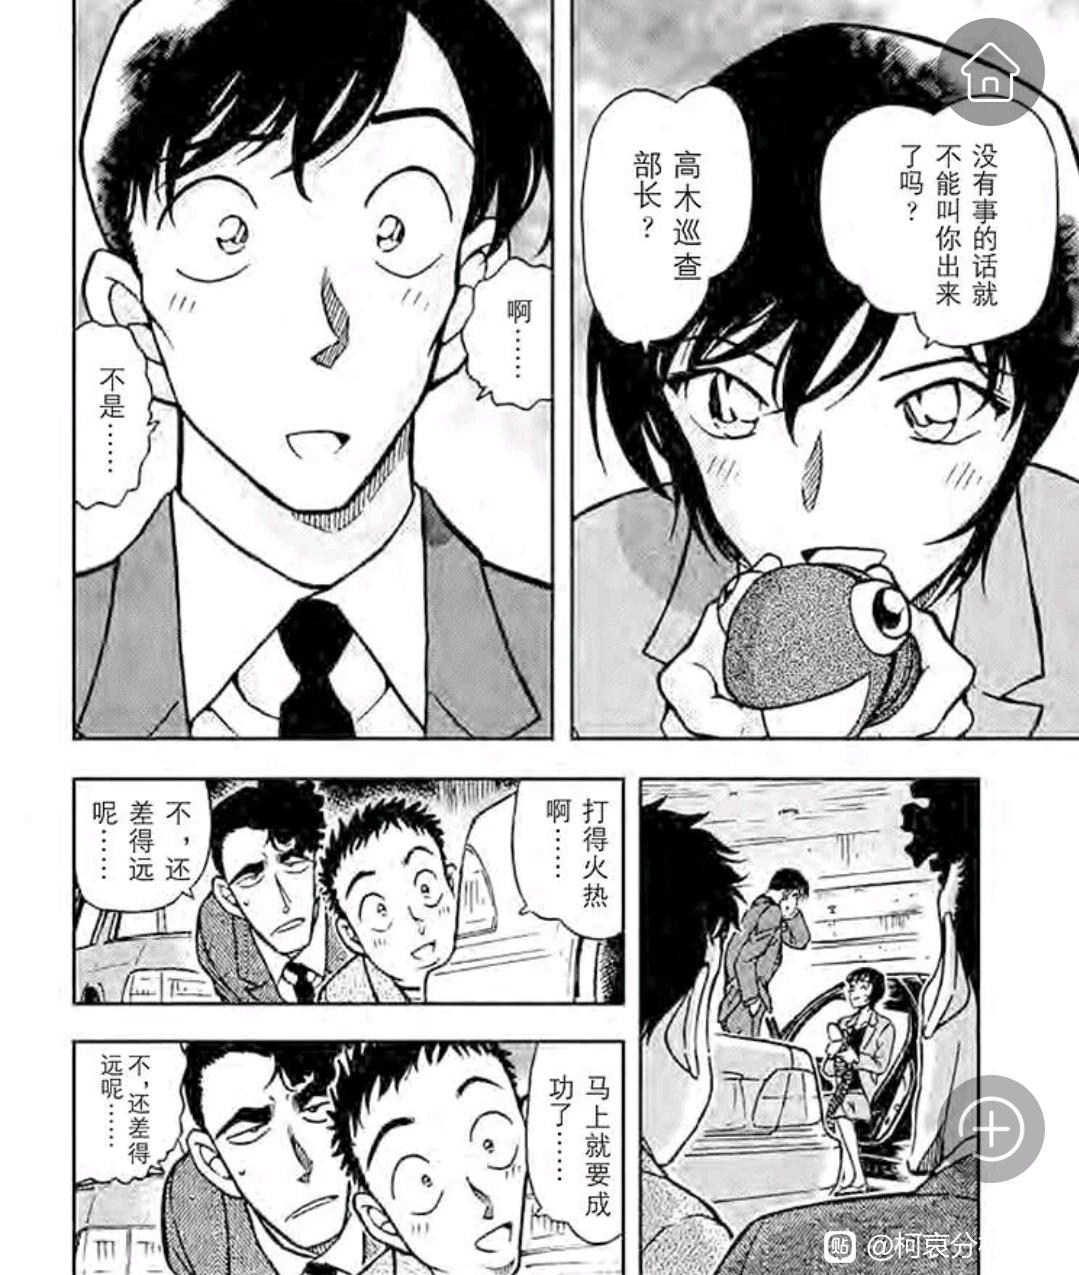 没有事的话就
不能叫你出来
了吗？
高木巡查
部长？
啊……
不是……
打得火热
啊……
不，还
差得远
呢……
马上就要成
功了……
不，还差得
远呢……
贴 @柯哀分